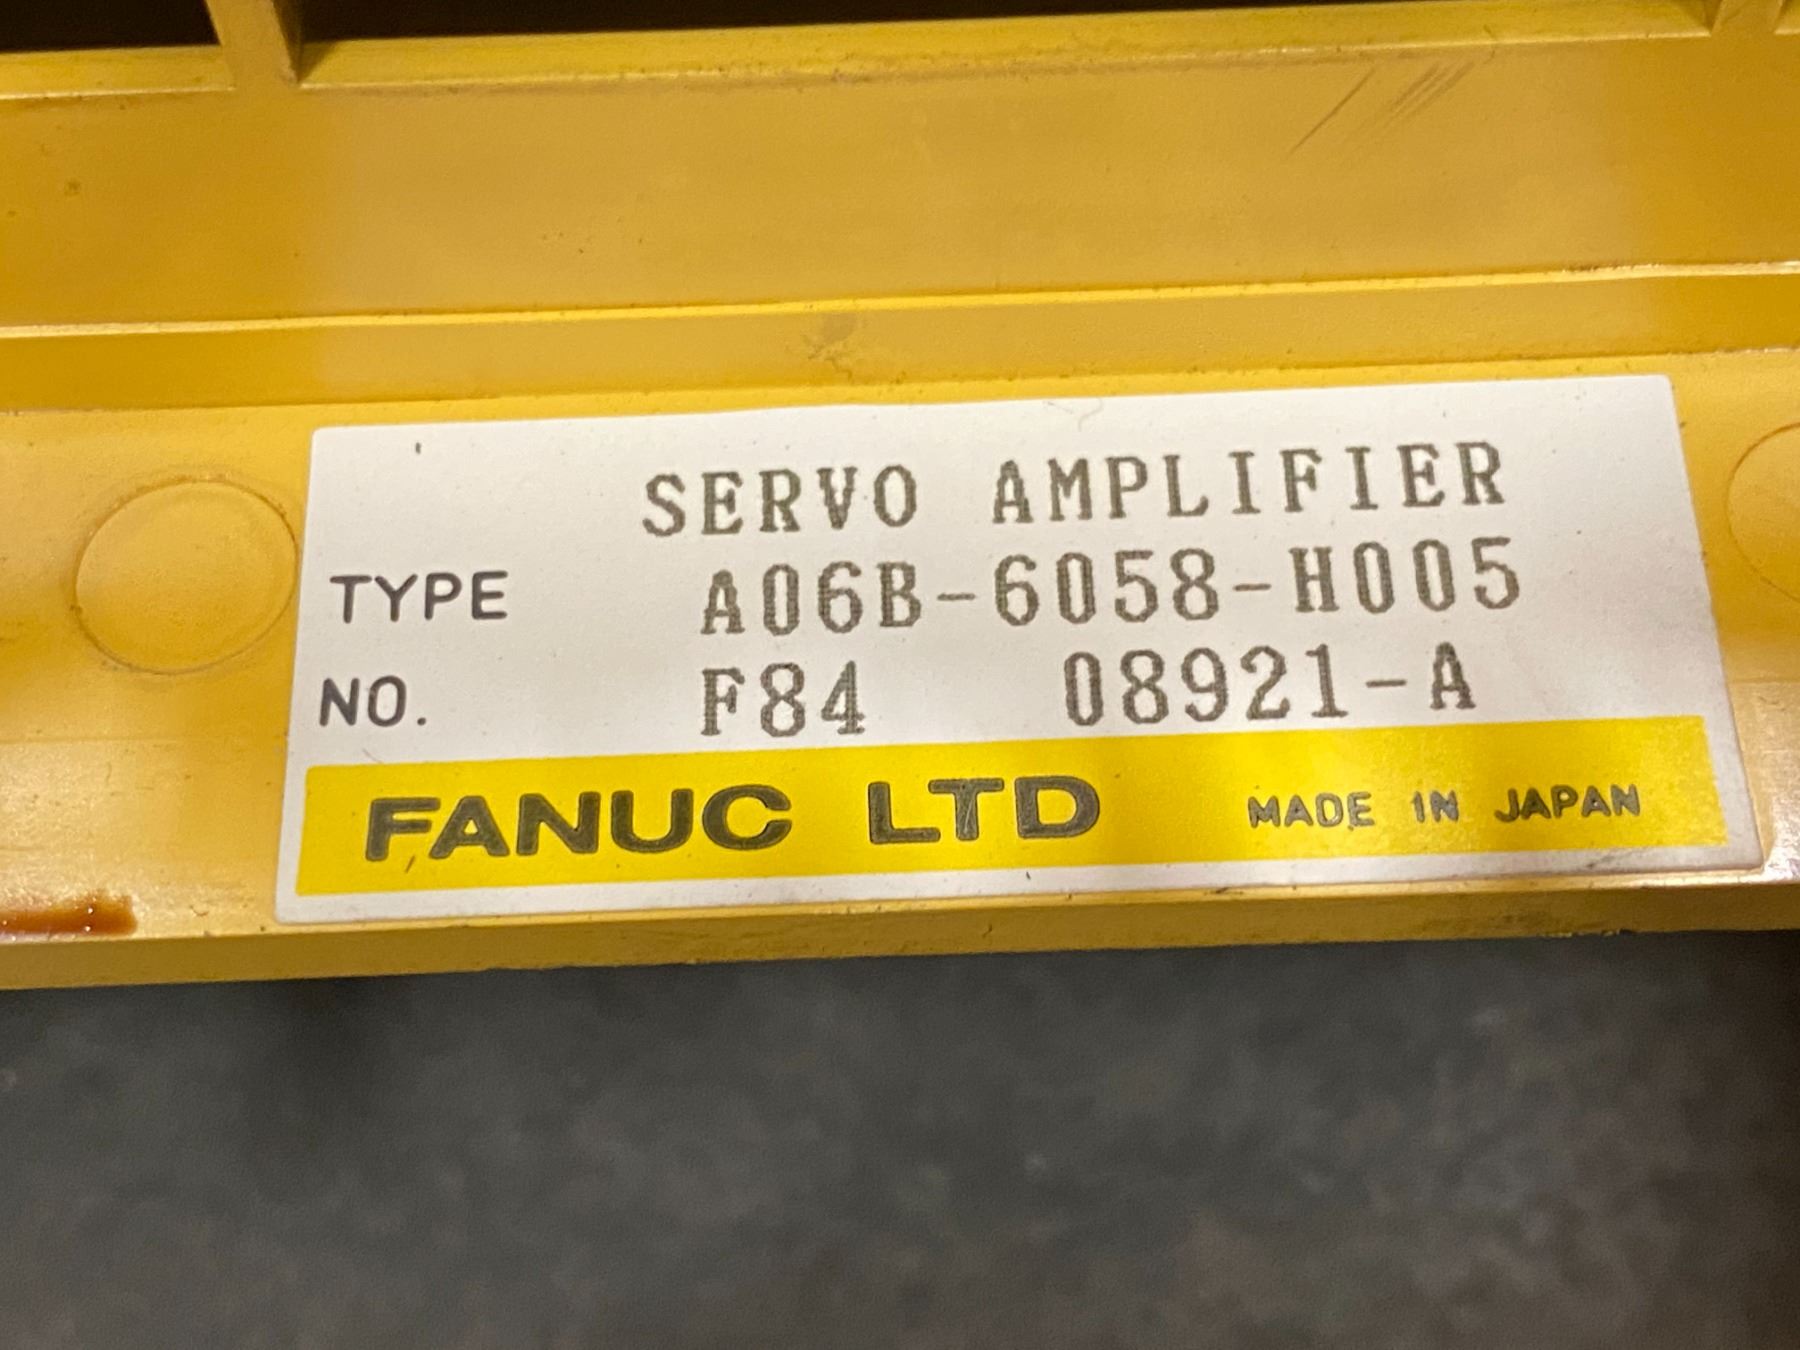 SERVO AMPLIFIER
TYPE A06B-6058-H005
NO. F84 08921-A
FANUC LTD MADE IN JAPAN